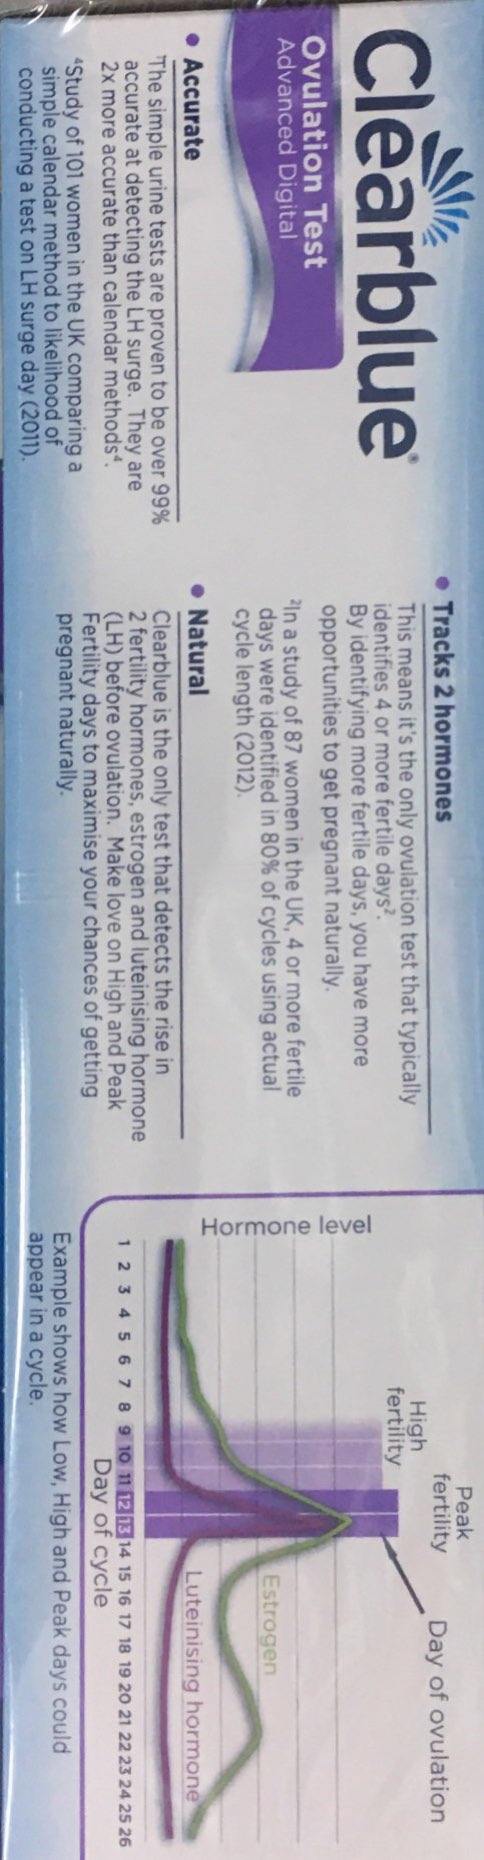 Clearblue®
Ovulation Test
Advanced Digital
• Accurate
The simple urine tests are proven to be over 99%
accurate at detecting the LH surge. They are
2x more accurate than calendar methods⁴.
⁴Study of 101 women in the UK comparing a
simple calendar method to likelihood of
conducting a test on LH surge day (2011).
• Tracks 2 hormones
This means it's the only ovulation test that typically
identifies 4 or more fertile days².
By identifying more fertile days, you have more
opportunities to get pregnant naturally.
²In a study of 87 women in the UK, 4 or more fertile
days were identified in 80% of cycles using actual
cycle length (2012).
• Natural
Clearblue is the only test that detects the rise in
2 fertility hormones, estrogen and luteinising hormone
(LH) before ovulation. Make love on High and Peak
Fertility days to maximise your chances of getting
pregnant naturally.
Peak
fertility
High
fertility
Day of ovulation
Hormone level
Estrogen
Luteinising hormone
1 2 3 4 5 6 7 8 9 10 11 12 13 14 15 16 17 18 19 20 21 22 23 24 25 26
Day of cycle
Example shows how Low, High and Peak days could
appear in a cycle.